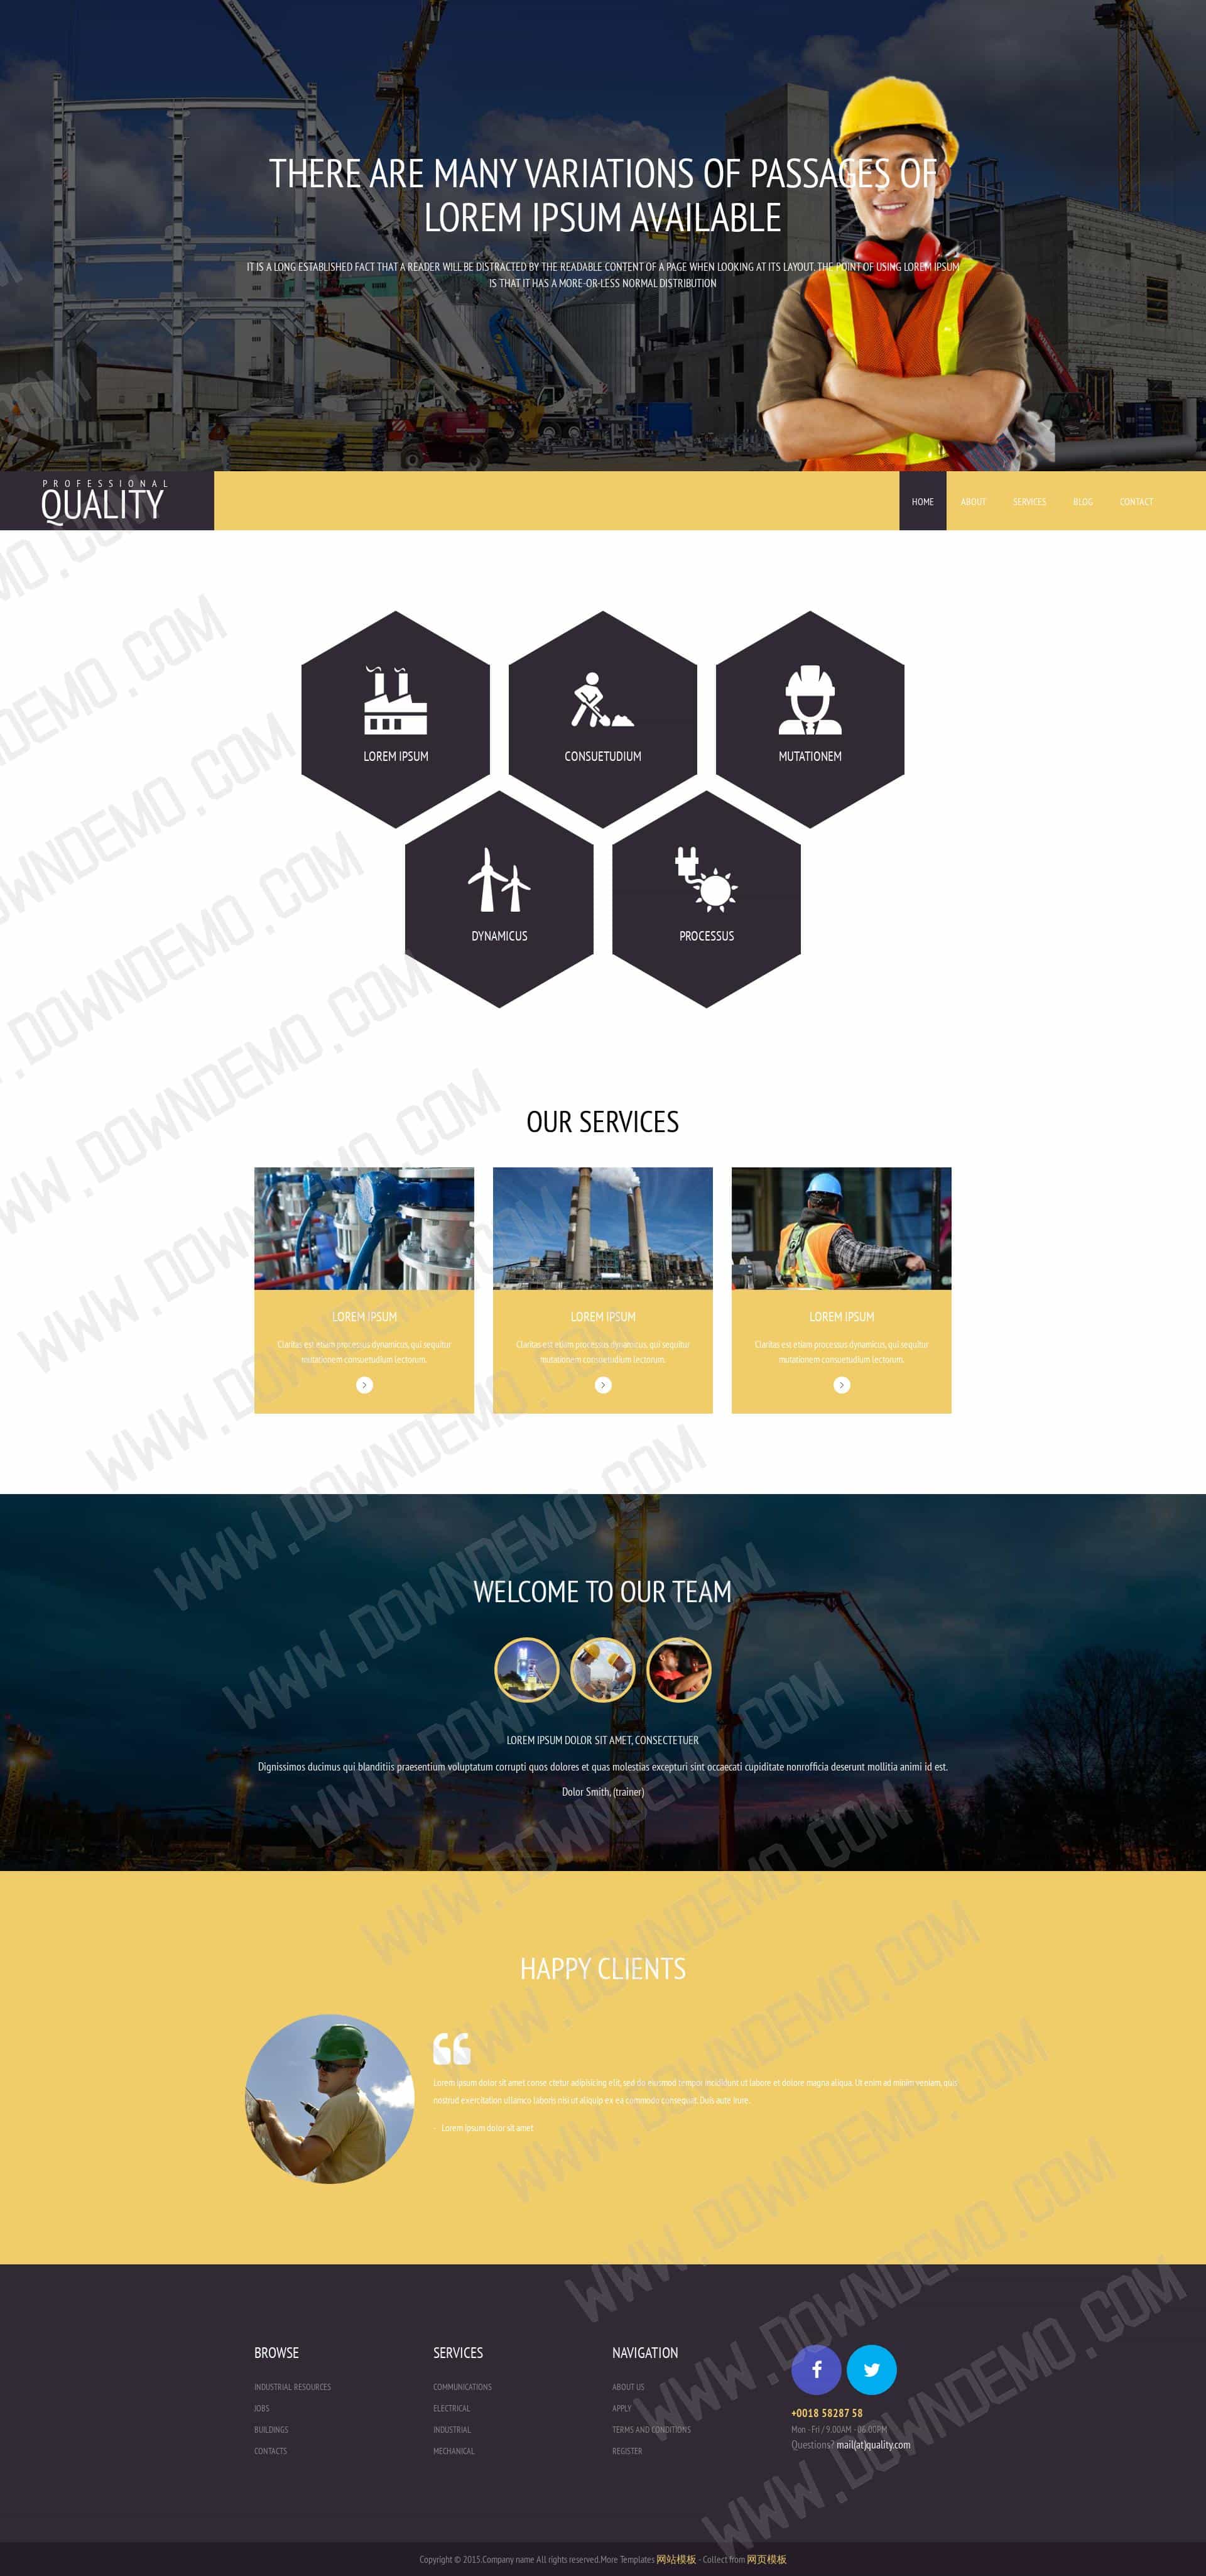 THERE ARE MANY VARIATIONS OF PASSAGES OF
LOREM IPSUM AVAILABLE
IT IS A LONG ESTABLISHED FACT THAT A READER WILL BE DISTRACTED BY THE READABLE CONTENT OF A PAGE WHEN LOOKING AT ITS LAYOUT. THE POINT OF USING LOREM IPSUM
IS THAT IT HAS A MORE-OR-LESS NORMAL DISTRIBUTION
PROFESSIONAL
QUALITY
HOME ABOUT SERVICES BLOG CONTACT
LOREM IPSUM CONSUETUDIUM MUTATIONEM
DYNAMICUS PROCESSUS
OUR SERVICES
LOREM IPSUM LOREM IPSUM LOREM IPSUM
Claritas est etiam processus dynamicus, qui sequitur Claritas est etiam processus dynamicus, qui sequitur Claritas est etiam processus dynamicus, qui sequitur
mutationem consuetudium lectorum. mutationem consuetudium lectorum. mutationem consuetudium lectorum.
WELCOME TO OUR TEAM
LOREM IPSUM DOLOR SIT AMET, CONSECTETUER
Dignissimos ducimus qui blanditiis praesentium voluptatum corrupti quos dolores et quas molestias excepturi sint occaecati cupiditate nonrofficia deserunt mollitia animi id est.
Dolor Smith, (trainer)
HAPPY CLIENTS
Lorem ipsum dolor sit amet conse ctetur adipisicing elit, sed do eiusmod tempor incididunt ut labore et dolore magna aliqua. Ut enim ad minim veniam, quis
nostrud exercitation ullamco laboris nisi ut aliquip ex ea commodo consequat. Duis aute irure.
- Lorem ipsum dolor sit amet
BROWSE SERVICES NAVIGATION
INDUSTRIAL RESOURCES COMMUNICATIONS ABOUT US
JOBS ELECTRICAL APPLY
BUILDINGS INDUSTRIAL TERMS AND CONDITIONS
CONTACTS MECHANICAL REGISTER
+0018 58287 58
Mon - Fri / 9.00AM - 06.00PM
Questions? mail(at)quality.com
Copyright © 2015.Company name All rights reserved.More Templates 网站模板 - Collect from 网页模板
WWW.DOWNDEMO.COM